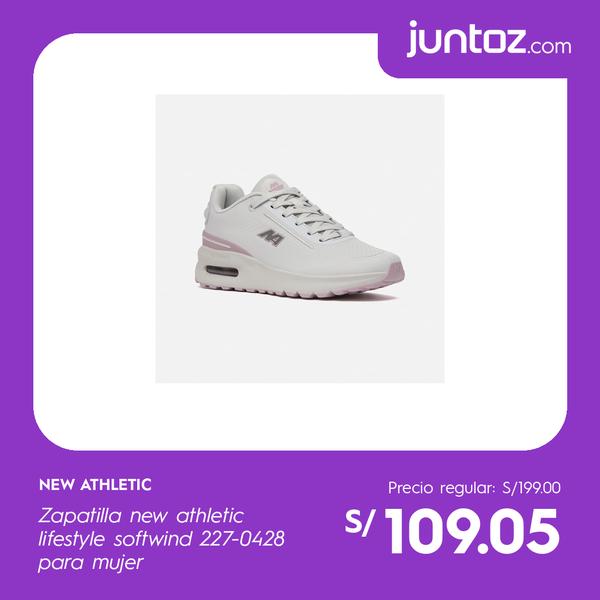 juntoz.com
NA
NEW ATHLETIC
Zapatilla new athletic
lifestyle softwind 227-0428
para mujer
Precio regular: S/199.00
S/ 109.05